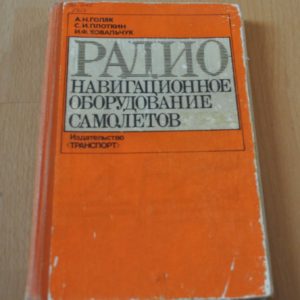 А.Н.ГОЛЯК
С.И.ПЛОТКИН
И.Ф.КОВАЛЬЧУК
РАДИО
НАВИГАЦИОННОЕ
ОБОРУДОВАНИЕ
САМОЛЕТОВ
Издательство
«ТРАНСПОРТ»